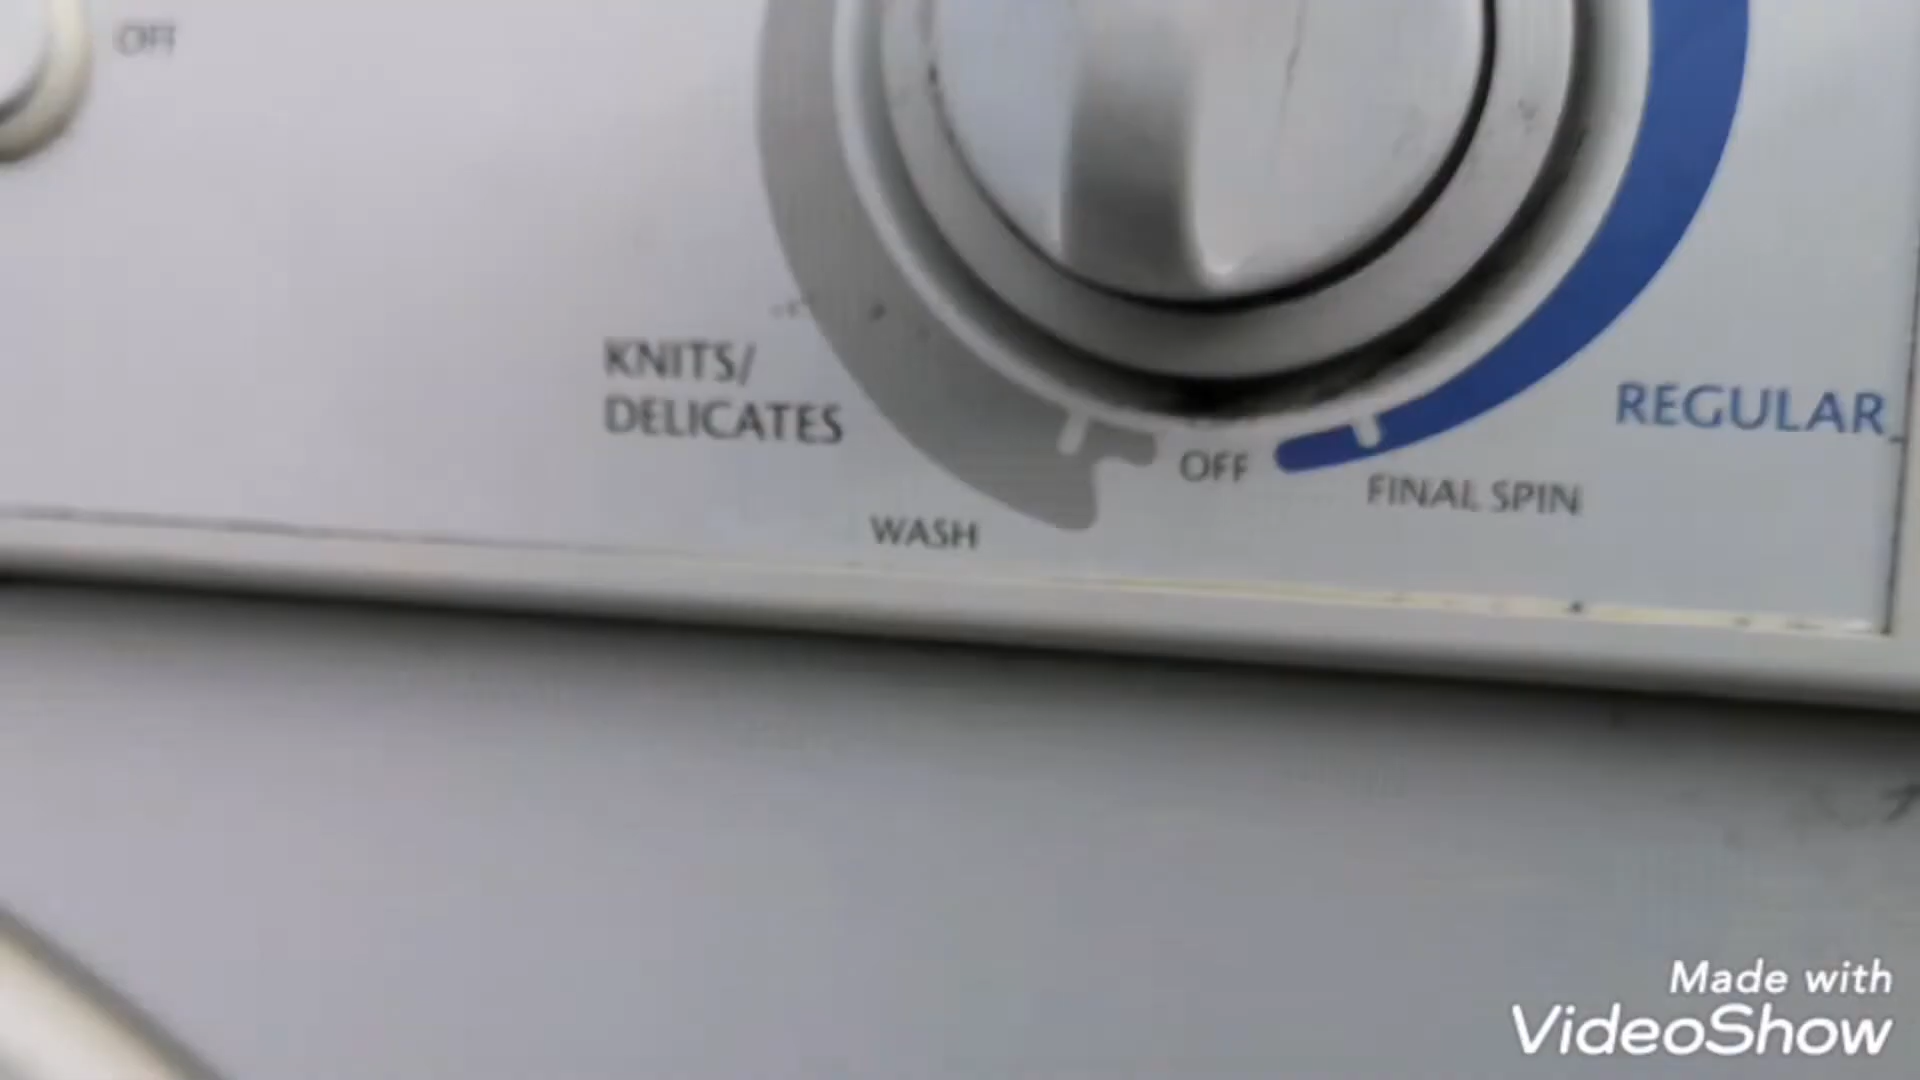 OFF
KNITS/
DELICATES
REGULAR
OFF
FINAL SPIN
WASH
Made with
VideoShow